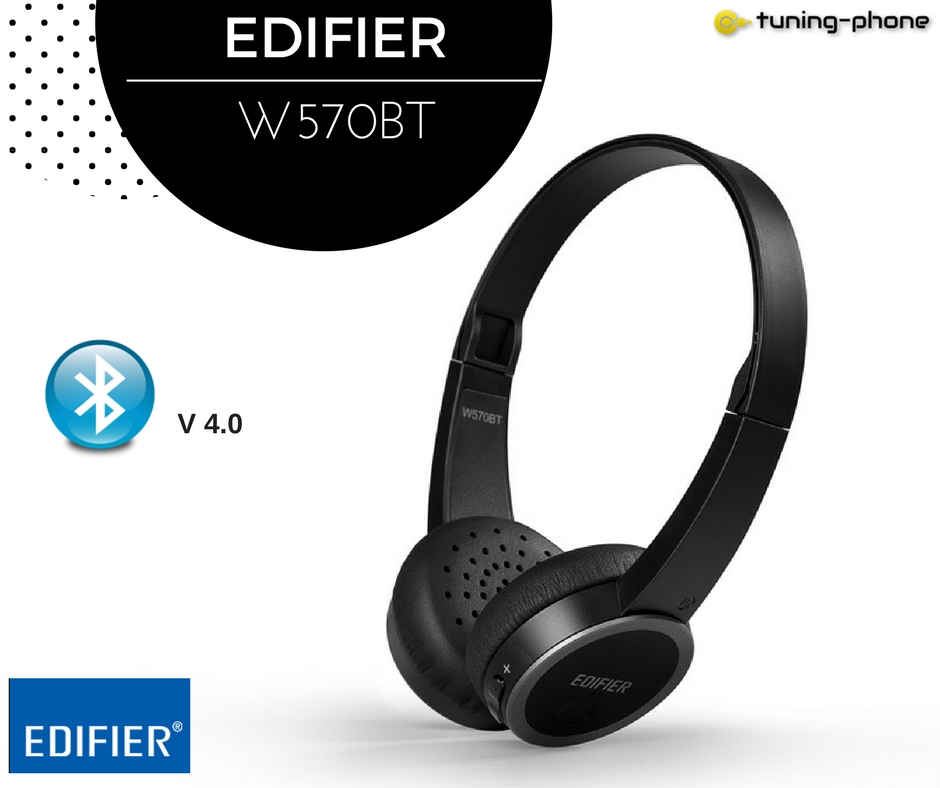 EDIFIER
W570BT
tuning-phone
V 4.0
W570BT
+
EDIFIER
EDIFIER®